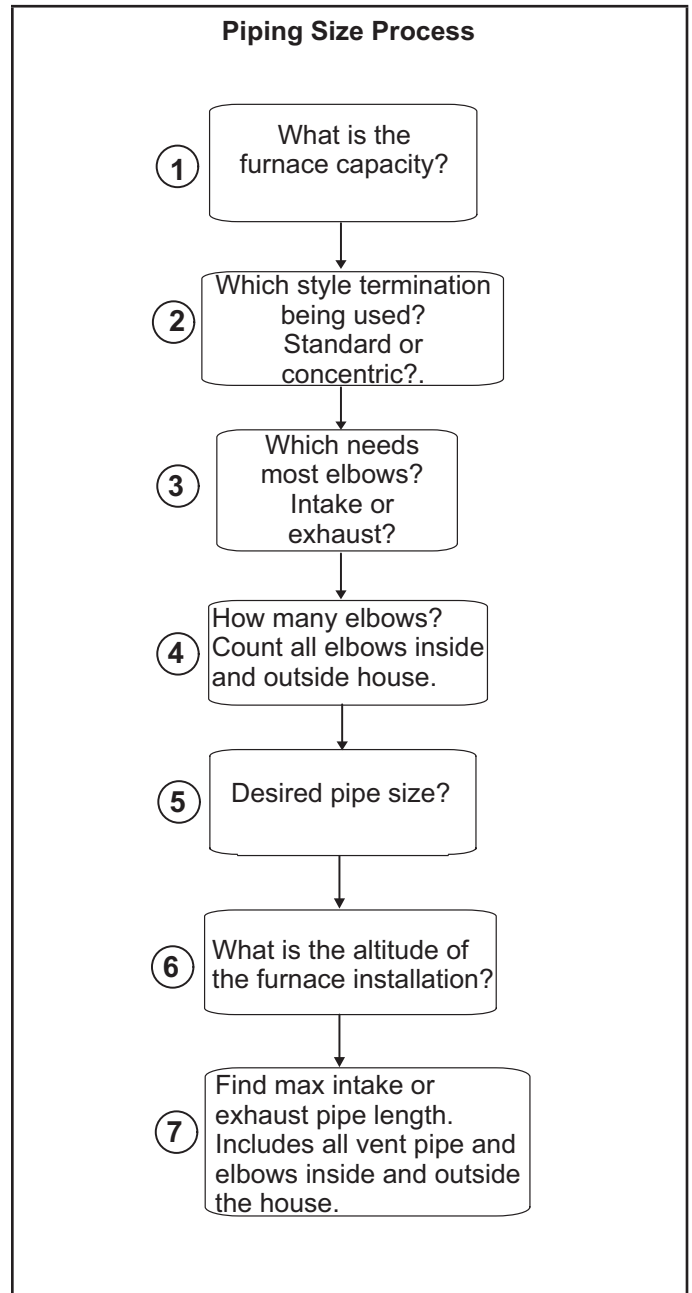 Piping Size Process
1
What is the
furnace capacity?
2
Which style termination
being used?
Standard or
concentric?.
3
Which needs
most elbows?
Intake or
exhaust?
4
How many elbows?
Count all elbows inside
and outside house.
5
Desired pipe size?
6
What is the altitude of
the furnace installation?
7
Find max intake or
exhaust pipe length.
Includes all vent pipe and
elbows inside and outside
the house.